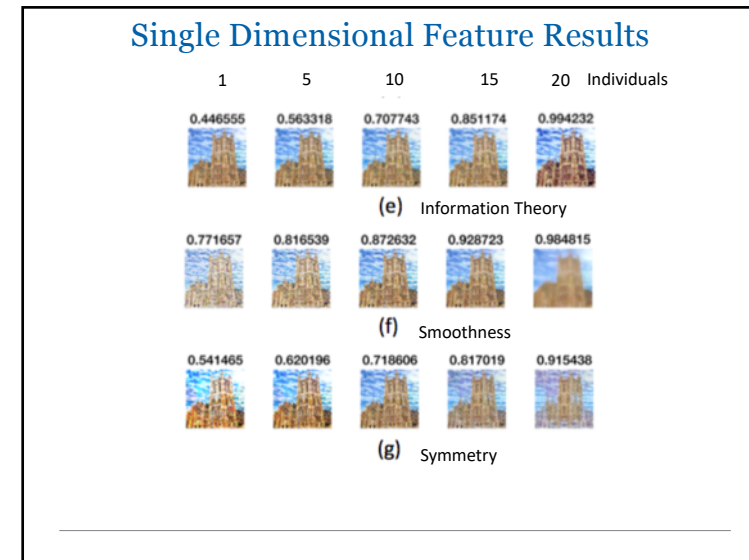 Single Dimensional Feature Results
1 5 10 15 20 Individuals
0.446555 0.563318 0.707743 0.851174 0.994232
(e) Information Theory
0.771657 0.816539 0.872632 0.928723 0.984815
(f) Smoothness
0.541465 0.620196 0.718606 0.817019 0.915438
(g) Symmetry